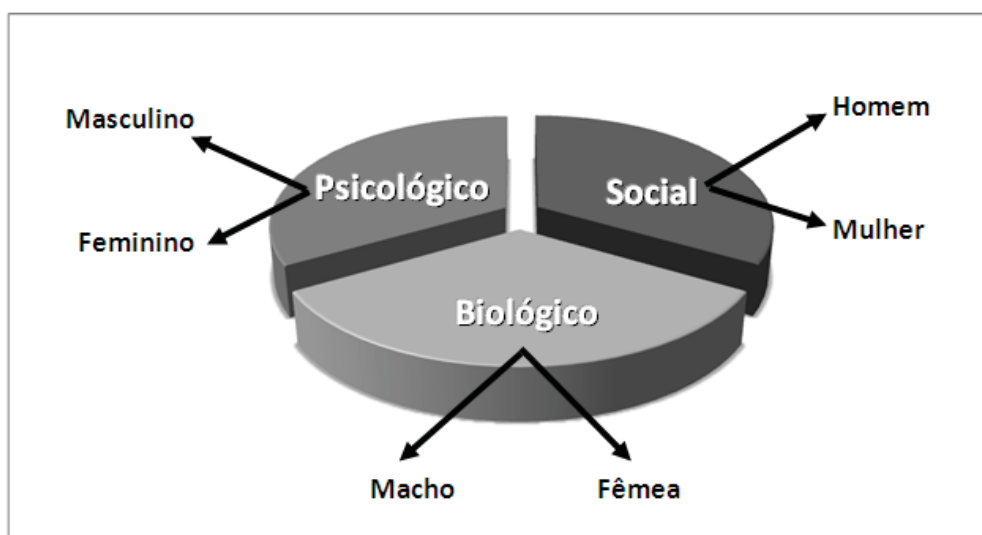 Masculino
Homem
Psicológico
Social
Feminino
Mulher
Biológico
Macho
Fêmea